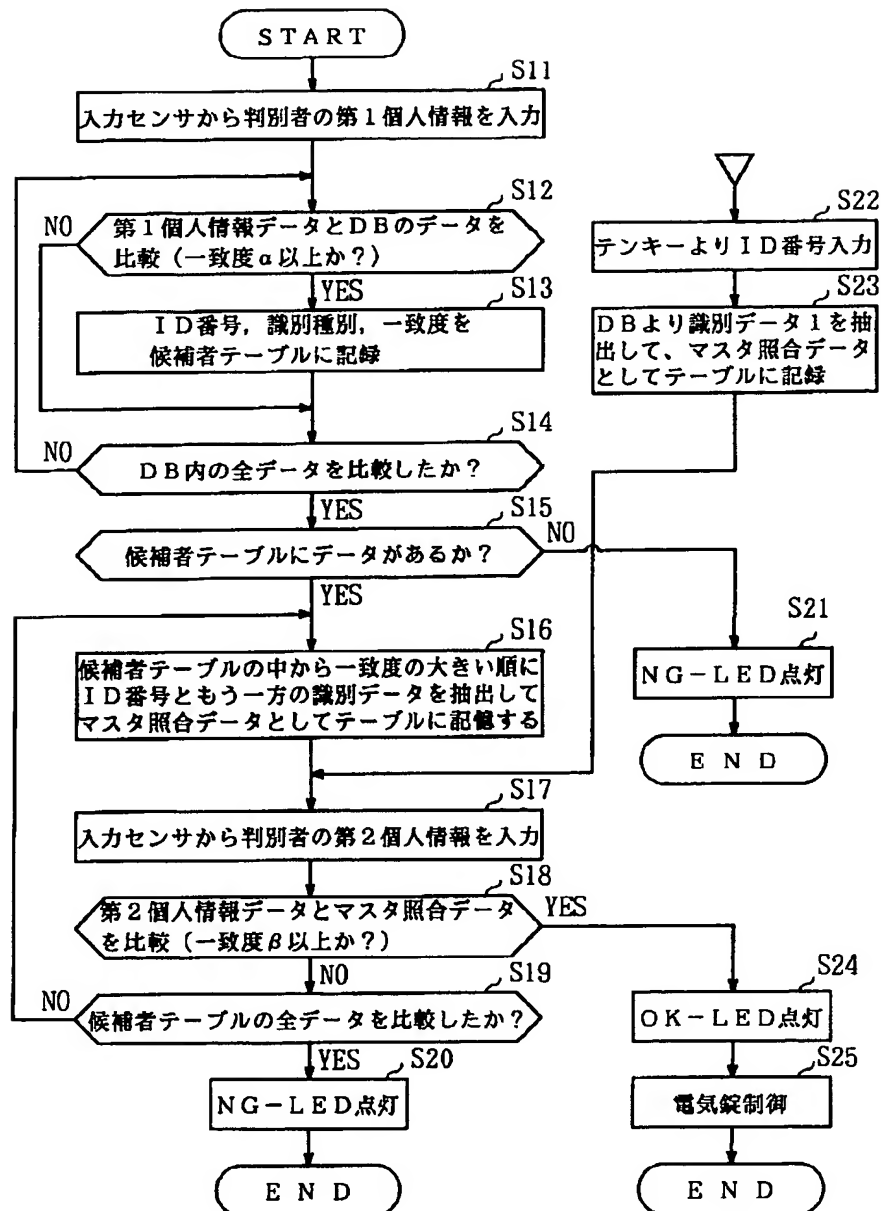 START
S11
入力センサから判別者の第1個人情報を入力
S12
NO
第1個人情報データとDBのデータを
比較（一致度α以上か？）
YES
S13
ID番号，識別種別，一致度を
候補者テーブルに記録
S14
NO
DB内の全データを比較したか？
YES
S15
NO
候補者テーブルにデータがあるか？
YES
S16
候補者テーブルの中から一致度の大きい順に
ID番号ともう一方の識別データを抽出して
マスタ照合データとしてテーブルに記憶する
S17
入力センサから判別者の第2個人情報を入力
S18
YES
第2個人情報データとマスタ照合データ
を比較（一致度β以上か？）
NO
S19
NO
候補者テーブルの全データを比較したか？
YES
S20
NG－LED点灯
END
S22
テンキーよりID番号入力
S23
DBより識別データ1を抽
出して、マスタ照合データ
としてテーブルに記録
S21
NG－LED点灯
END
S24
OK－LED点灯
S25
電気錠制御
END